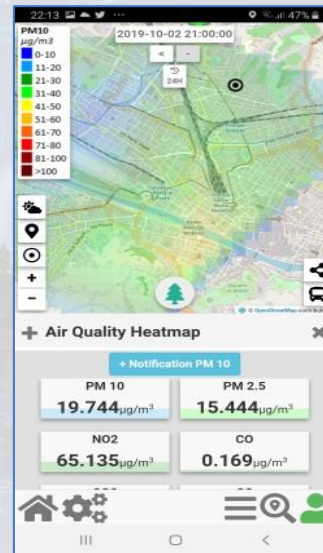 22:13
47%
PM10
µg/m3
0-10
11-20
21-30
31-40
41-50
51-60
61-70
71-80
81-100
>100
2019-10-02 21:00:00
<
-
24H
+
−
© OpenStreetMap
+ Air Quality Heatmap
+ Notification PM 10
PM 10
19.744µg/m³
PM 2.5
15.444µg/m³
NO2
65.135µg/m³
CO
0.169µg/m³